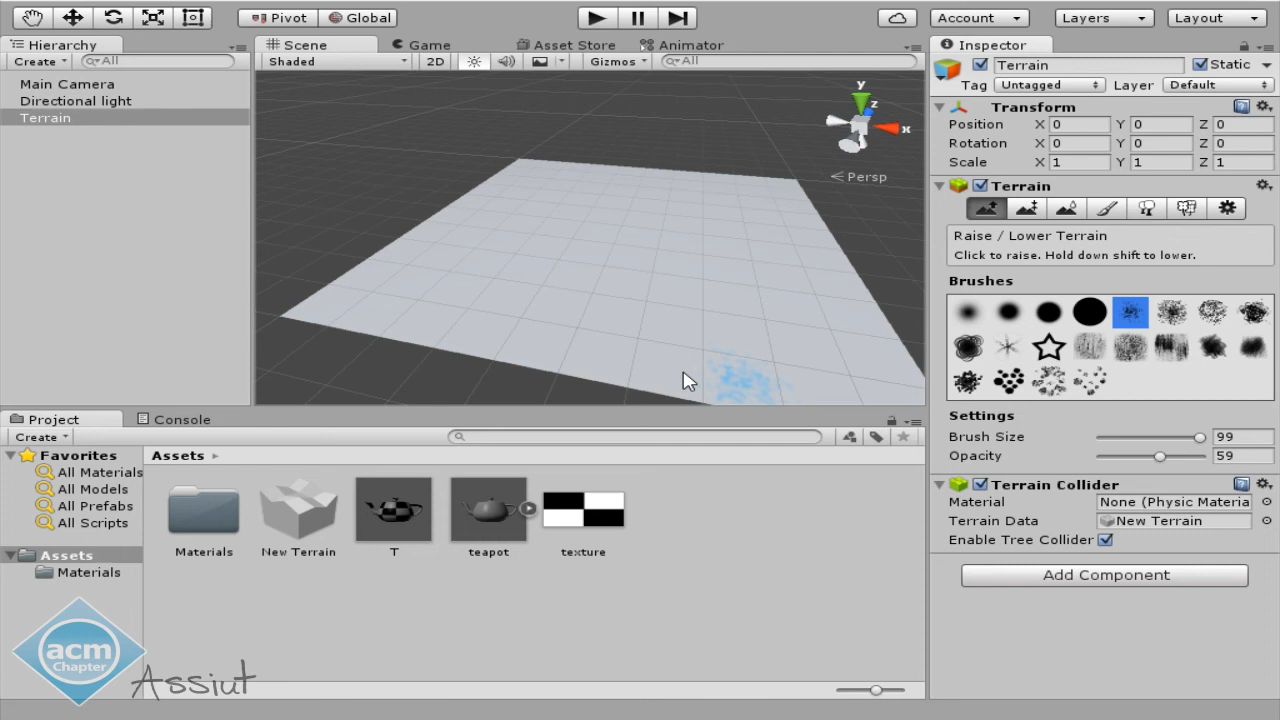 Pivot Global Account Layers Layout
Hierarchy
Create All
Main Camera
Directional light
Terrain
Scene Game Asset Store Animator
Shaded 2D Gizmos All
y
z
x
Persp
Inspector
Terrain Static
Tag Untagged Layer Default
Transform
Position X 0 Y 0 Z 0
Rotation X 0 Y 0 Z 0
Scale X 1 Y 1 Z 1
Terrain
Raise / Lower Terrain
Click to raise. Hold down shift to lower.
Brushes
Settings
Brush Size 99
Opacity 59
Terrain Collider
Material None (Physic Materia
Terrain Data New Terrain
Enable Tree Collider
Add Component
Project Console
Create
Favorites
All Materials
All Models
All Prefabs
All Scripts
Assets
Materials
Assets
Materials New Terrain T teapot texture
acm
Chapter
Assiut